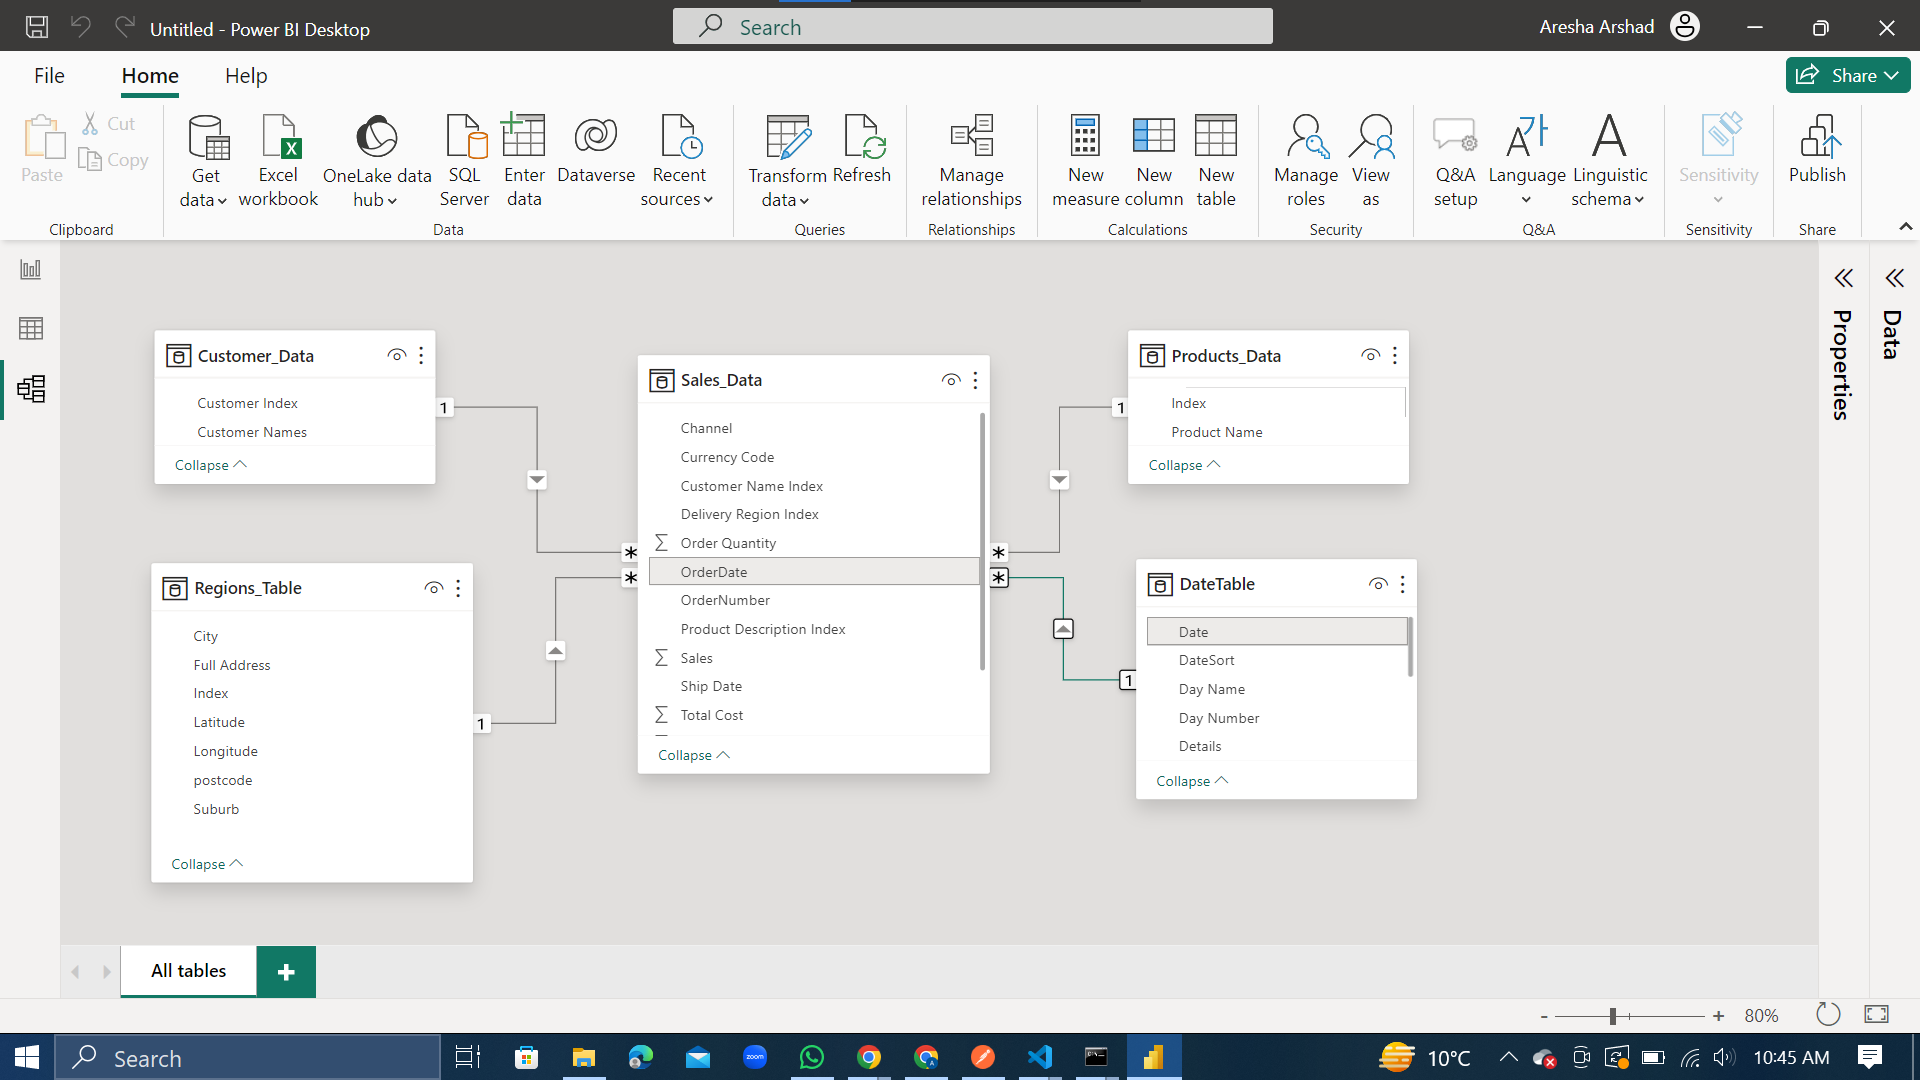 Untitled - Power BI Desktop
Search
Aresha Arshad
File
Home
Help
Share
Paste
Cut
Copy
Clipboard
Get data
Excel workbook
OneLake data hub
SQL Server
Enter data
Dataverse
Recent sources
Data
Transform data
Refresh
Queries
Manage relationships
Relationships
New measure
New column
New table
Calculations
Manage roles
View as
Security
Q&A setup
Language
Linguistic schema
Q&A
Sensitivity
Sensitivity
Publish
Share
Customer_Data
Customer Index
Customer Names
Collapse
1
Regions_Table
City
Full Address
Index
Latitude
Longitude
postcode
Suburb
Collapse
1
Sales_Data
Channel
Currency Code
Customer Name Index
Delivery Region Index
Order Quantity
OrderDate
OrderNumber
Product Description Index
Sales
Ship Date
Total Cost
Collapse
*
*
*
*
Products_Data
Index
Product Name
Collapse
1
DateTable
Date
DateSort
Day Name
Day Number
Details
Collapse
1
Properties
Data
All tables
+
- + 80%
Search
zoom
10°C
10:45 AM